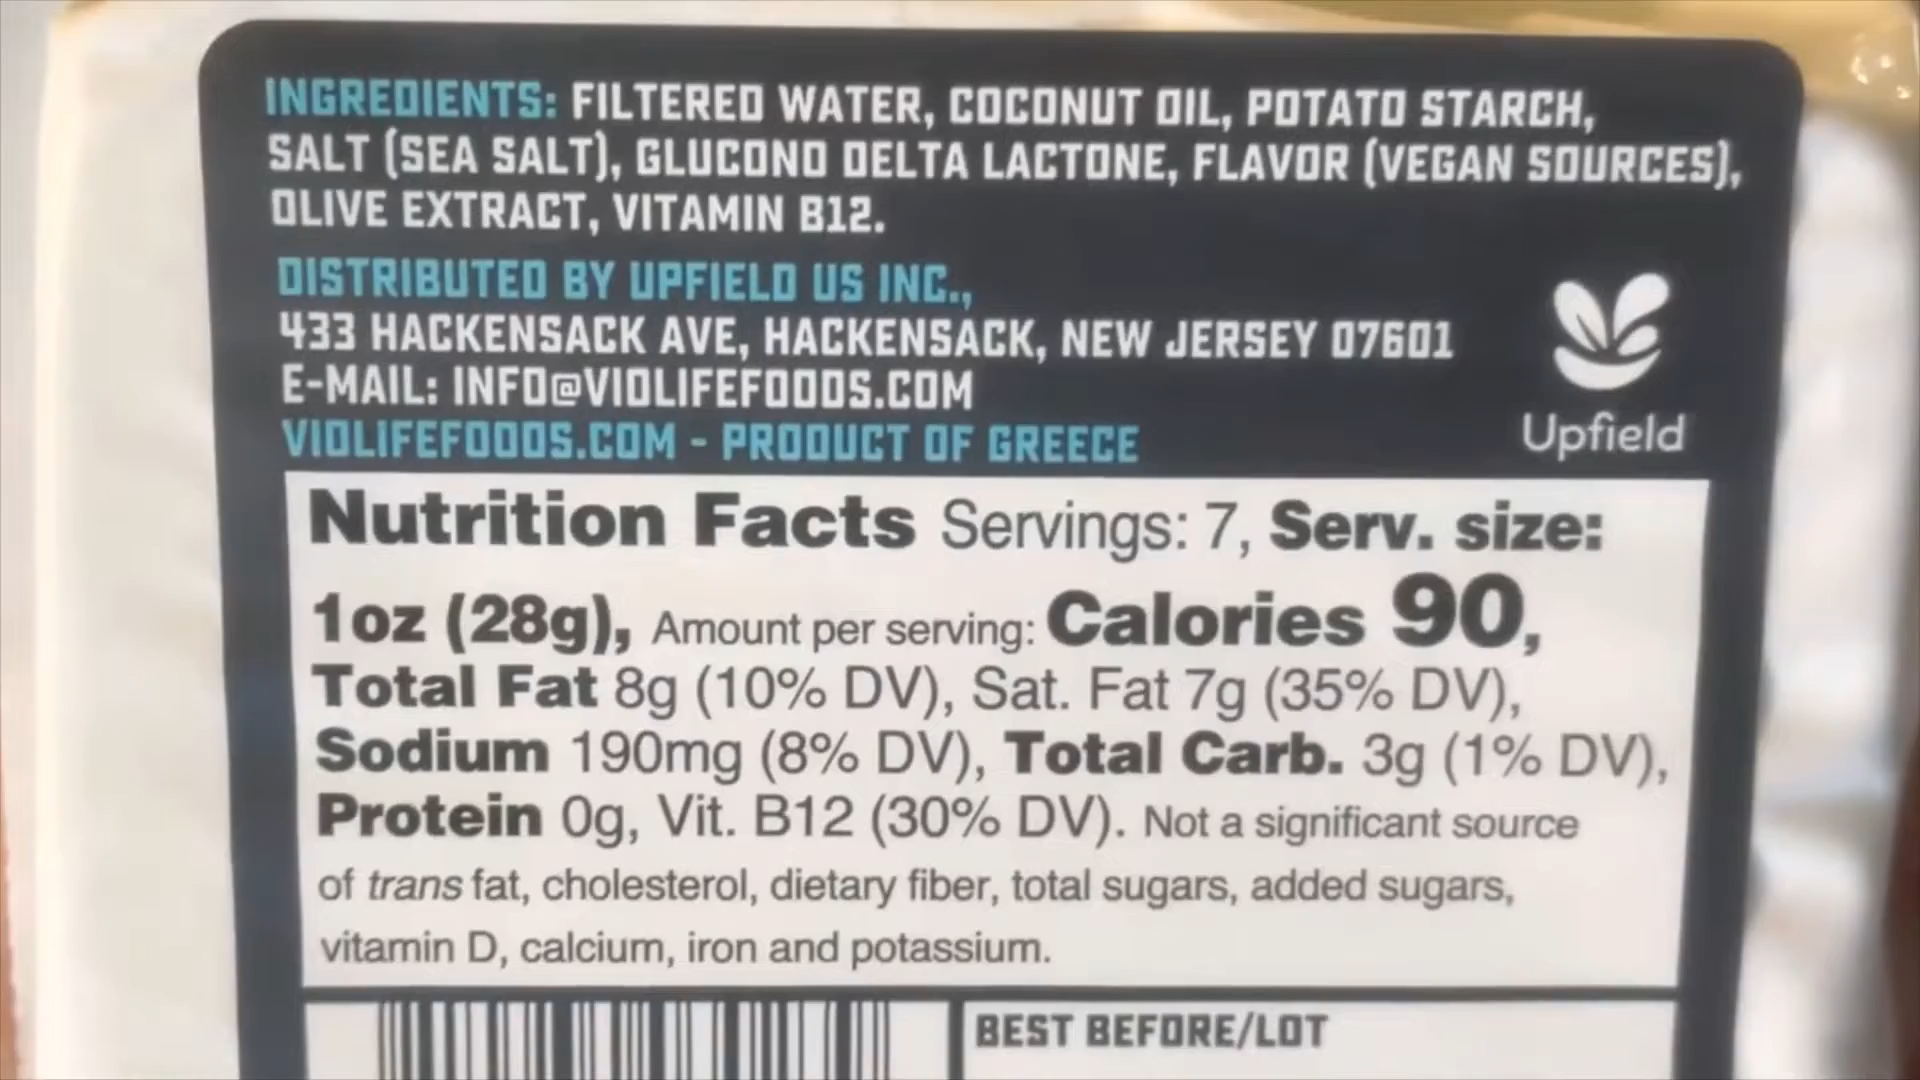 INGREDIENTS: FILTERED WATER, COCONUT OIL, POTATO STARCH,
SALT (SEA SALT), GLUCONO DELTA LACTONE, FLAVOR (VEGAN SOURCES),
OLIVE EXTRACT, VITAMIN B12.
DISTRIBUTED BY UPFIELD US INC.,
433 HACKENSACK AVE, HACKENSACK, NEW JERSEY 07601
E-MAIL: INFO@VIOLIFEFOODS.COM
VIOLIFEFOODS.COM - PRODUCT OF GREECE
Upfield
Nutrition Facts Servings: 7, Serv. size:
1oz (28g), Amount per serving: Calories 90,
Total Fat 8g (10% DV), Sat. Fat 7g (35% DV),
Sodium 190mg (8% DV), Total Carb. 3g (1% DV),
Protein 0g, Vit. B12 (30% DV). Not a significant source
of trans fat, cholesterol, dietary fiber, total sugars, added sugars,
vitamin D, calcium, iron and potassium.
BEST BEFORE/LOT